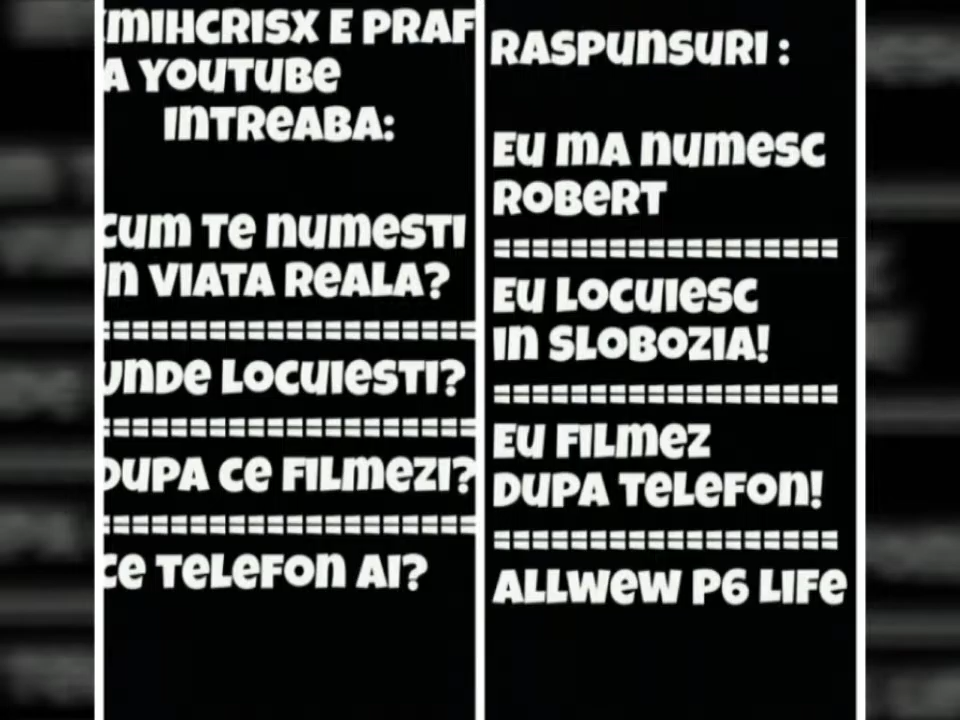 MIHCRISX E PRAF
A YOUTUBE
INTREABA:
CUM TE NUMESTI
IN VIATA REALA?
==================
UNDE LOCUIESTI?
==================
DUPA CE FILMEZI?
==================
CE TELEFON AI?
RASPUNSURI :
EU MA NUMESC
ROBERT
==================
EU LOCUIESC
IN SLOBOZIA!
==================
EU FILMEZ
DUPA TELEFON!
==================
ALLWEW P6 LIFE